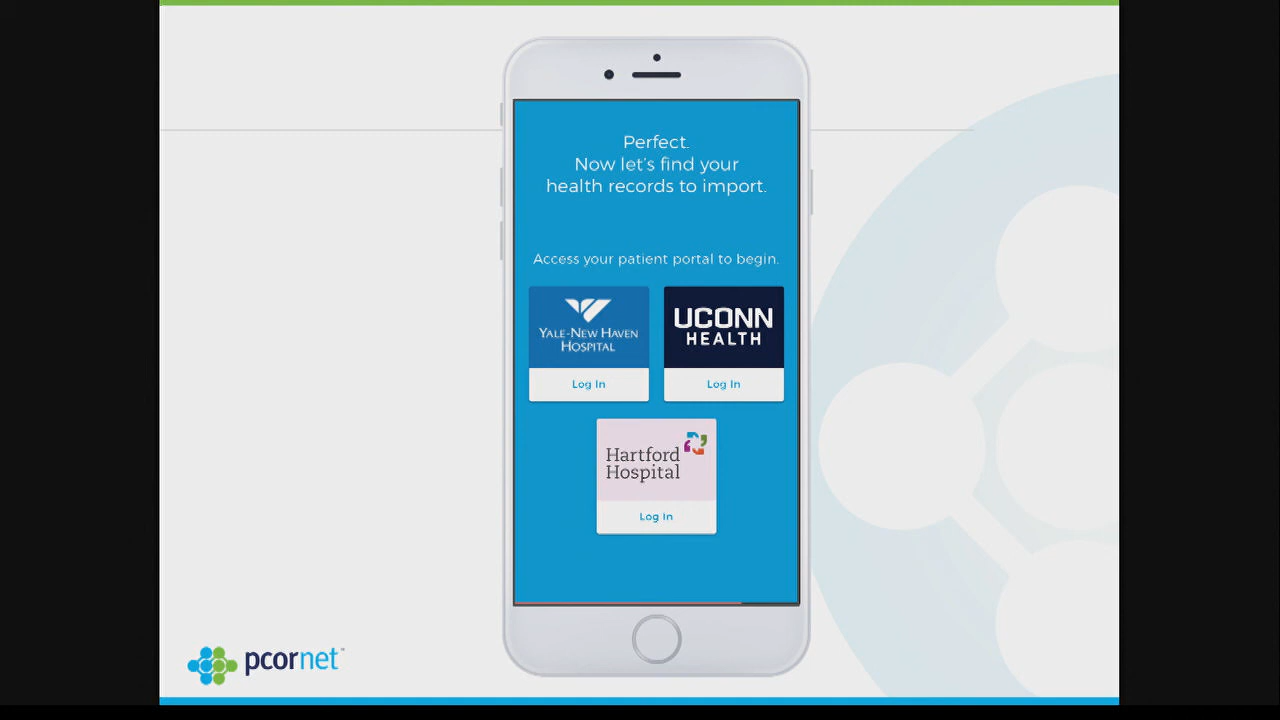 Perfect.
Now let's find your
health records to import.
Access your patient portal to begin.
YALE-NEW HAVEN
HOSPITAL
Log In
UCONN
HEALTH
Log In
Hartford
Hospital
Log In
pcornet™